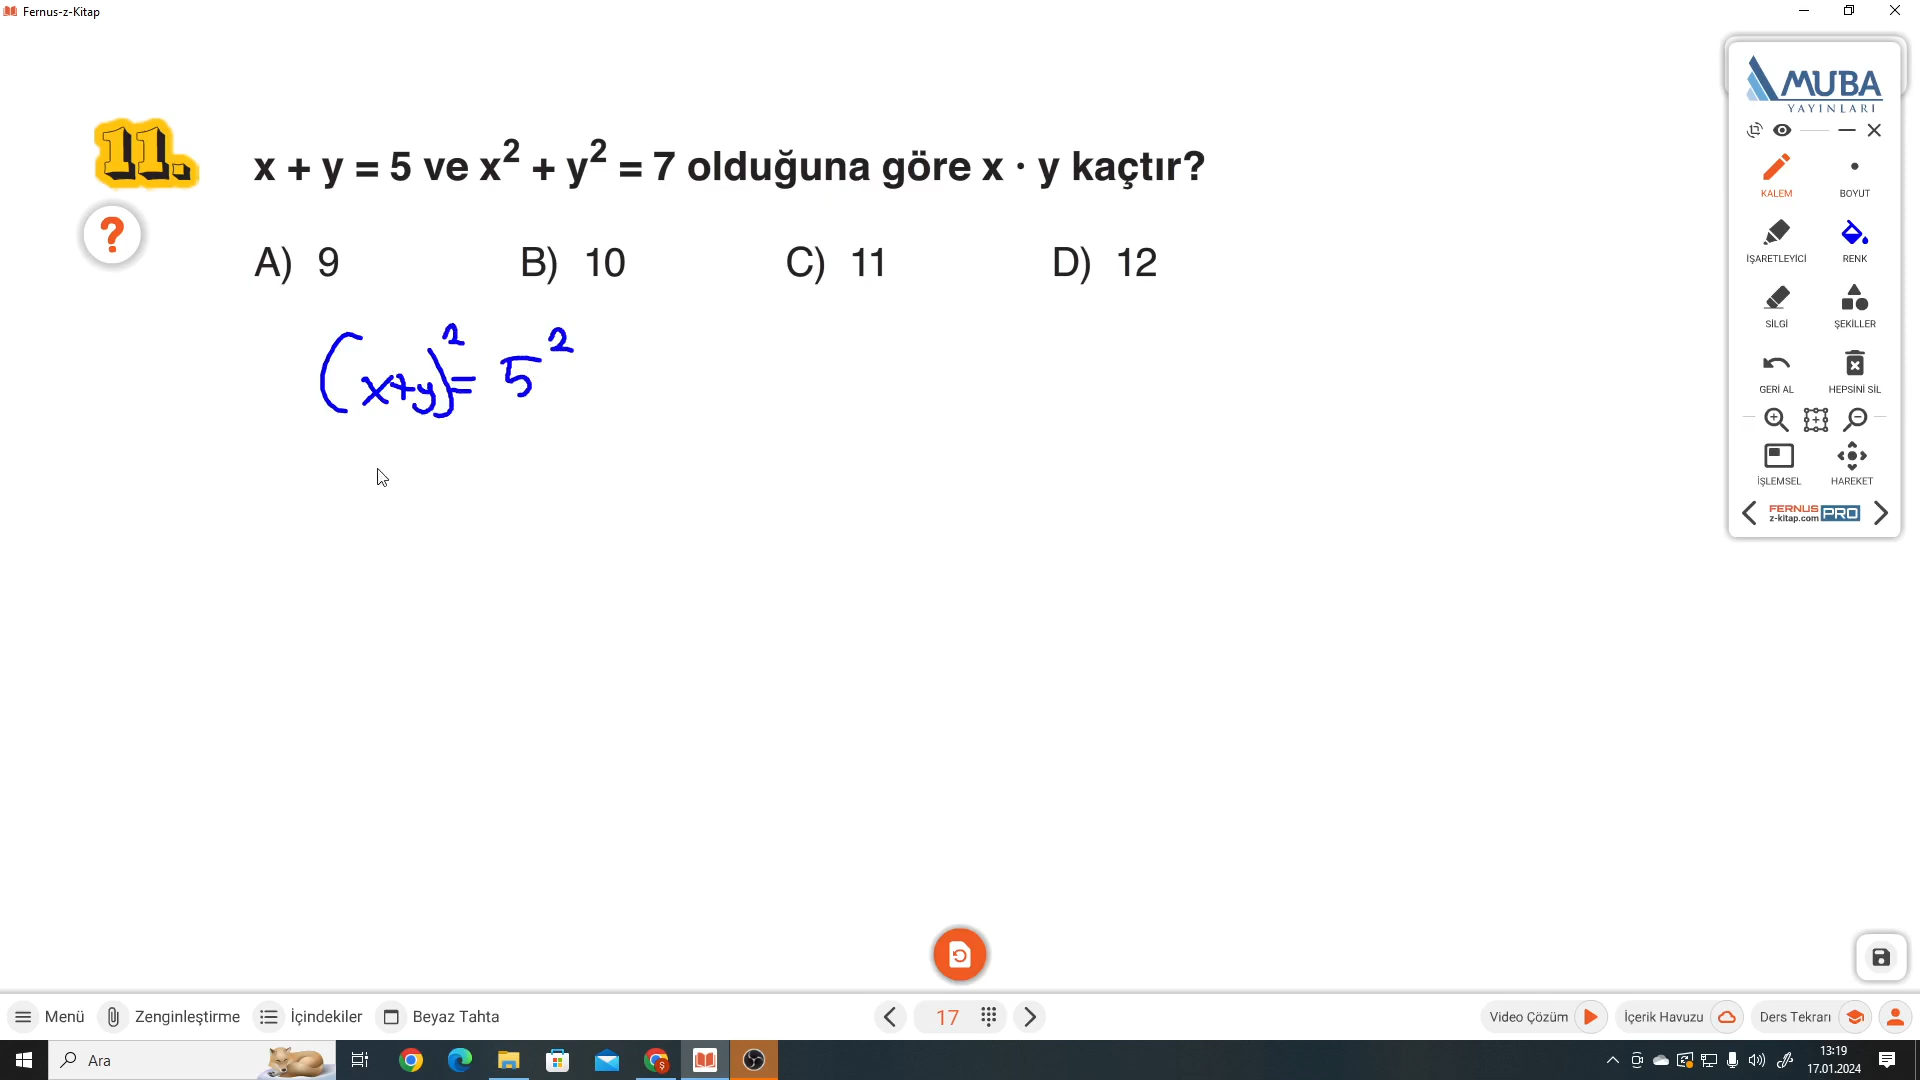 Fernus-z-Kitap
MUBA
YAYINLARI
11.
x + y = 5 ve x² + y² = 7 olduğuna göre x · y kaçtır?
?
A) 9 B) 10 C) 11 D) 12
(x+y)² = 5²
KALEM BOYUT
İŞARETLEYİCİ RENK
SİLGİ ŞEKİLLER
GERİ AL HEPSİNİ SİL
İŞLEMSEL HAREKET
FERNUS
z-kitap.com PRO
Menü Zenginleştirme İçindekiler Beyaz Tahta 17 Video Çözüm İçerik Havuzu Ders Tekrarı
Ara
13:19
17.01.2024